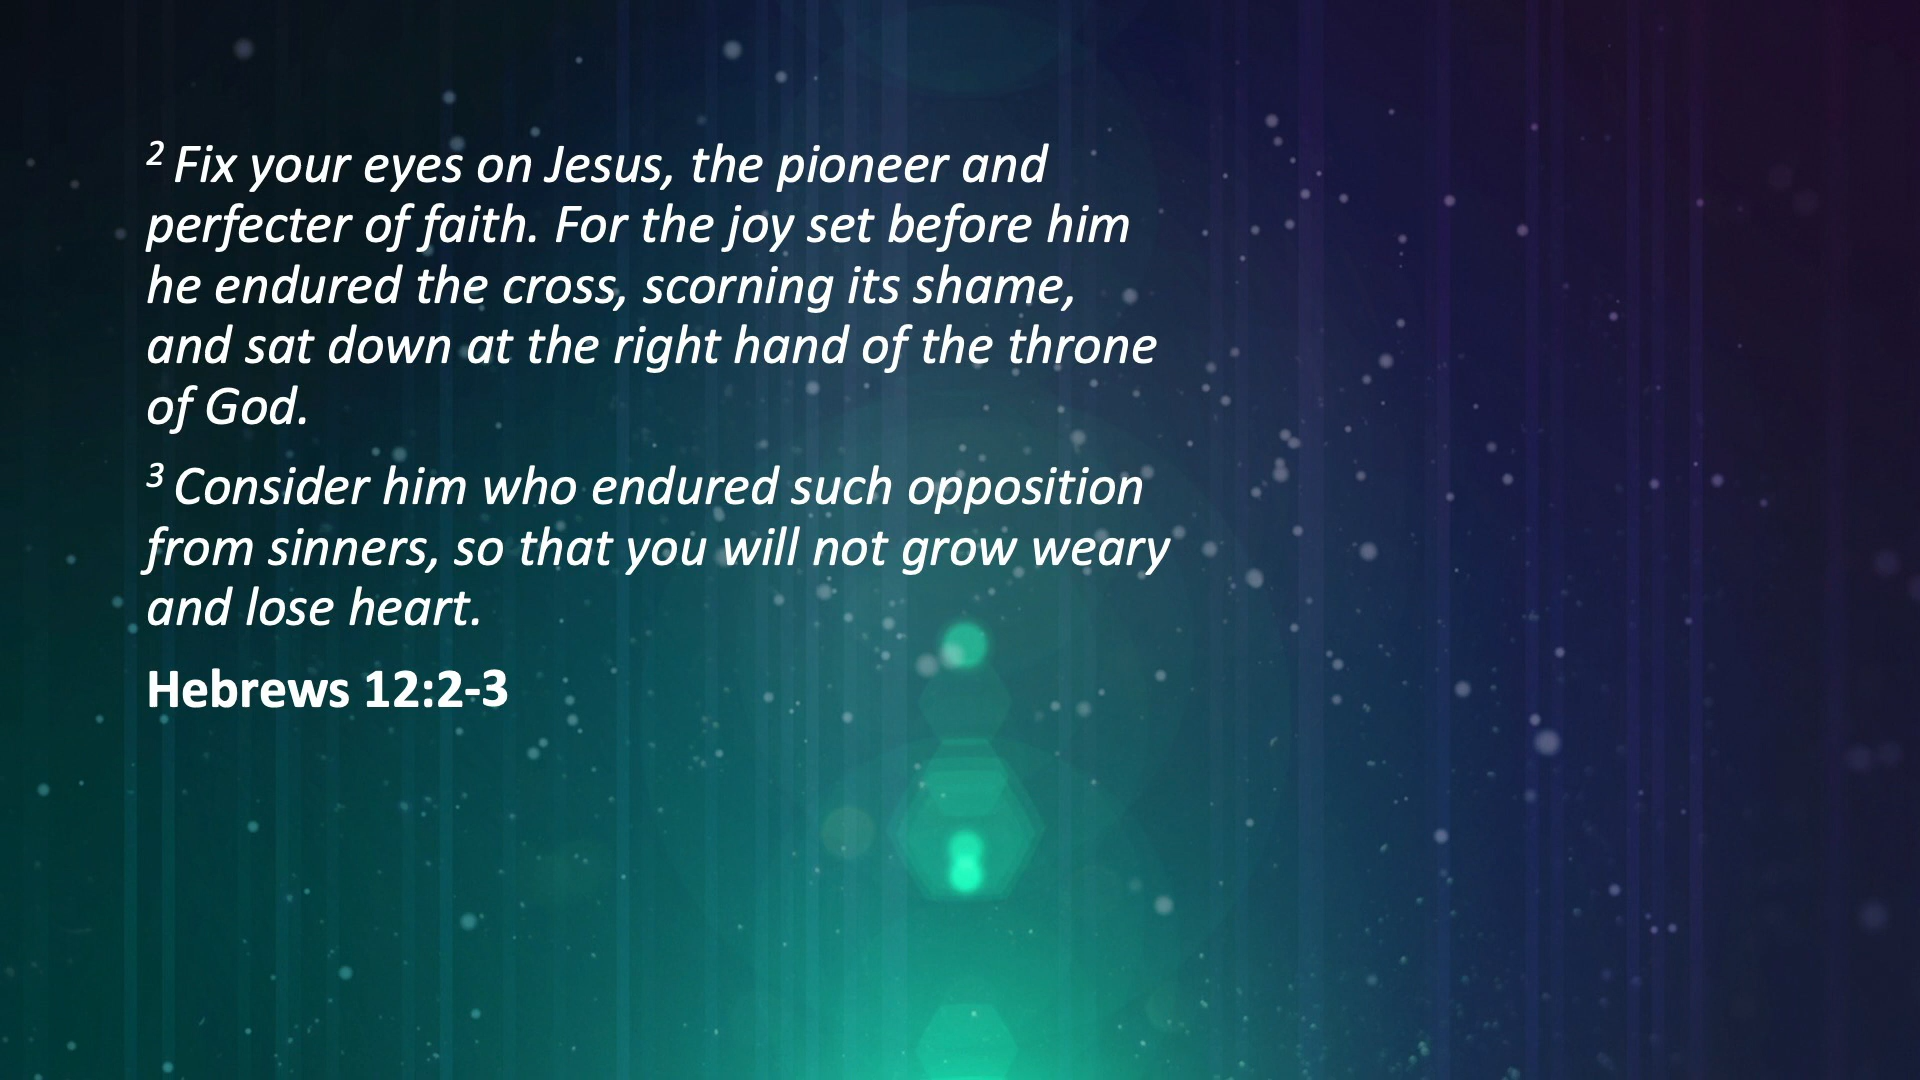 2 Fix your eyes on Jesus, the pioneer and
perfecter of faith. For the joy set before him
he endured the cross, scorning its shame,
and sat down at the right hand of the throne
of God.
3 Consider him who endured such opposition
from sinners, so that you will not grow weary
and lose heart.
Hebrews 12:2-3